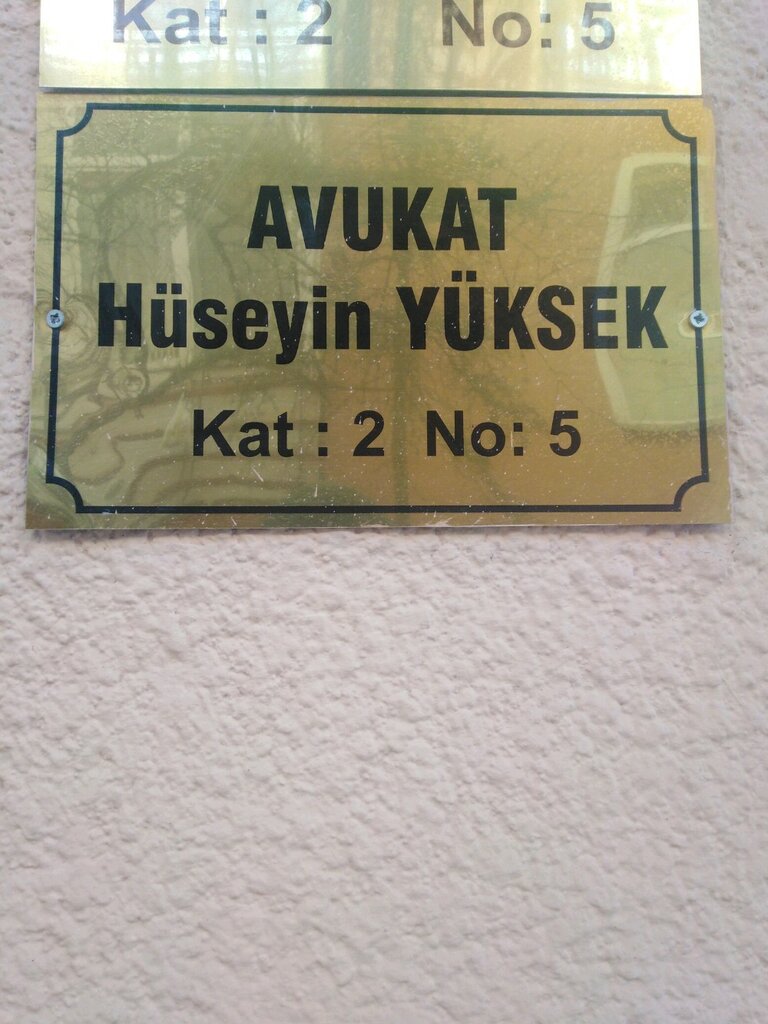 Kat : 2 No: 5
AVUKAT
Hüseyin YÜKSEK
Kat : 2 No: 5